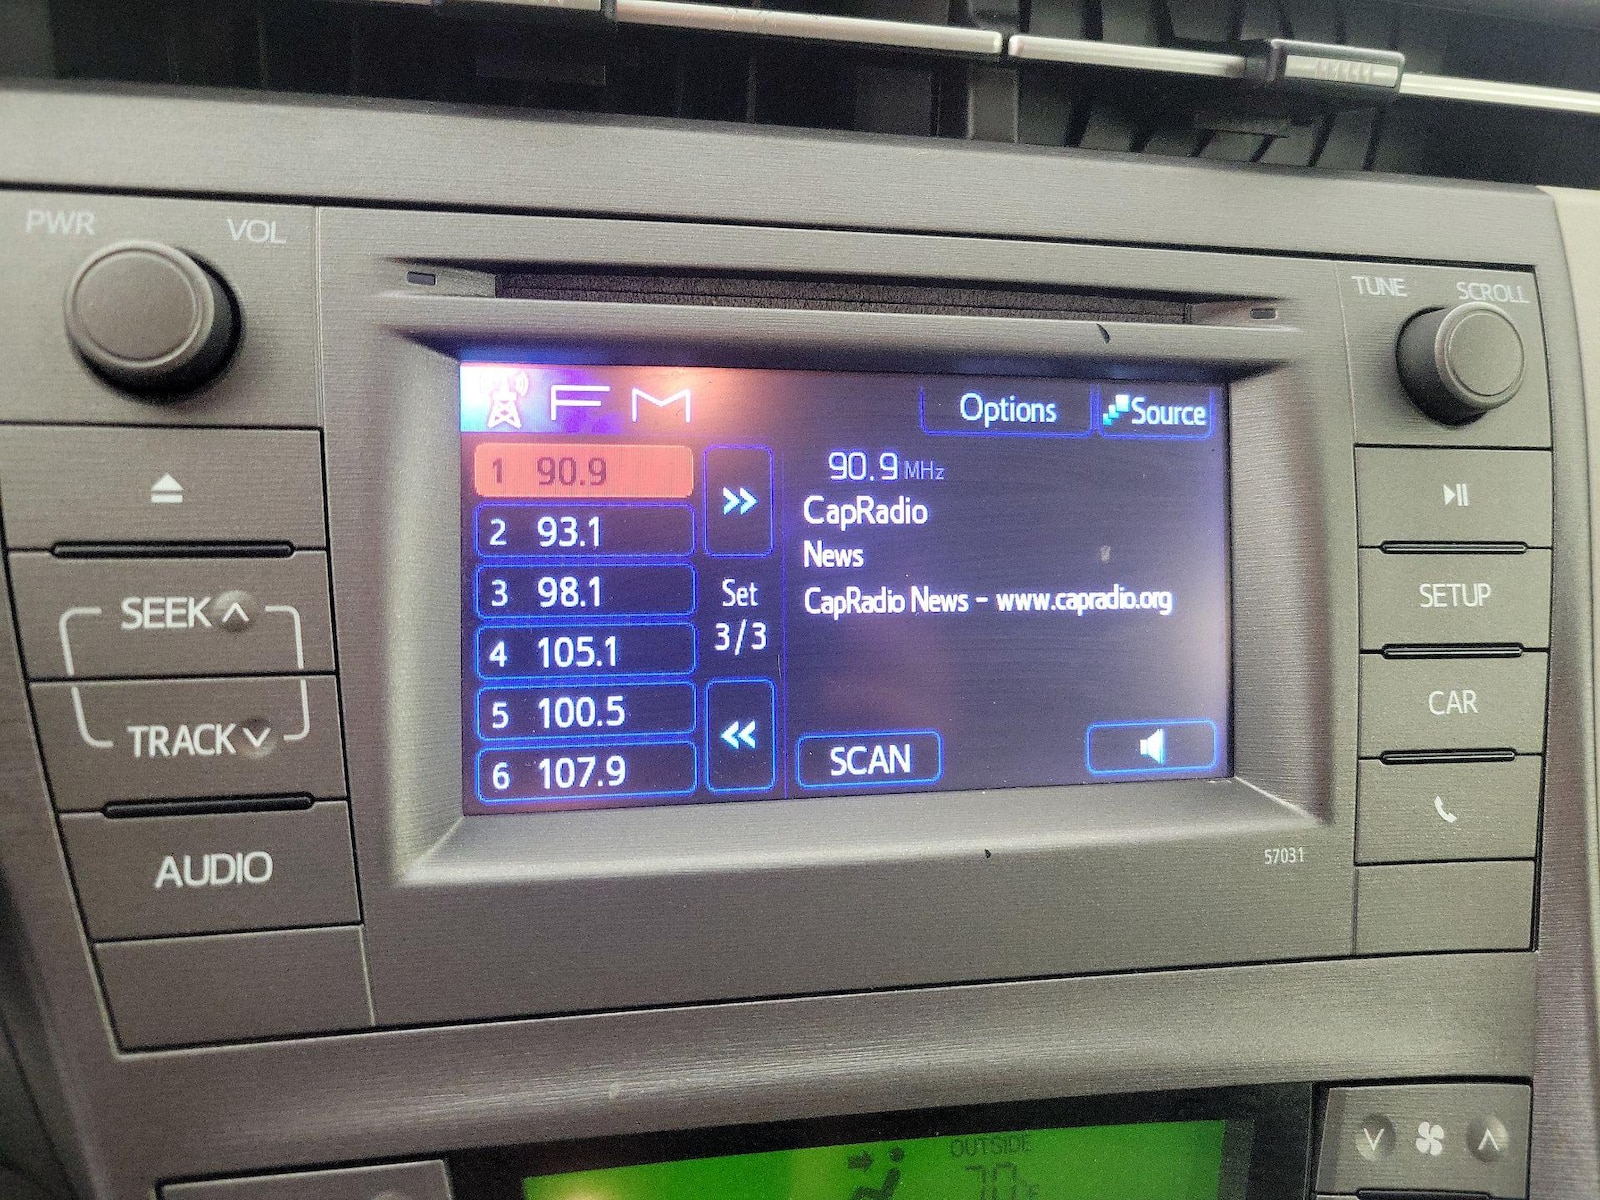 PWR VOL
TUNE SCROLL
FM Options Source
1 90.9
2 93.1
3 98.1
4 105.1
5 100.5
6 107.9
Set
3/3
90.9 MHz
CapRadio
News
CapRadio News - www.capradio.org
SCAN
SEEK
TRACK
AUDIO
SETUP
CAR
57031
OUTSIDE
70°F